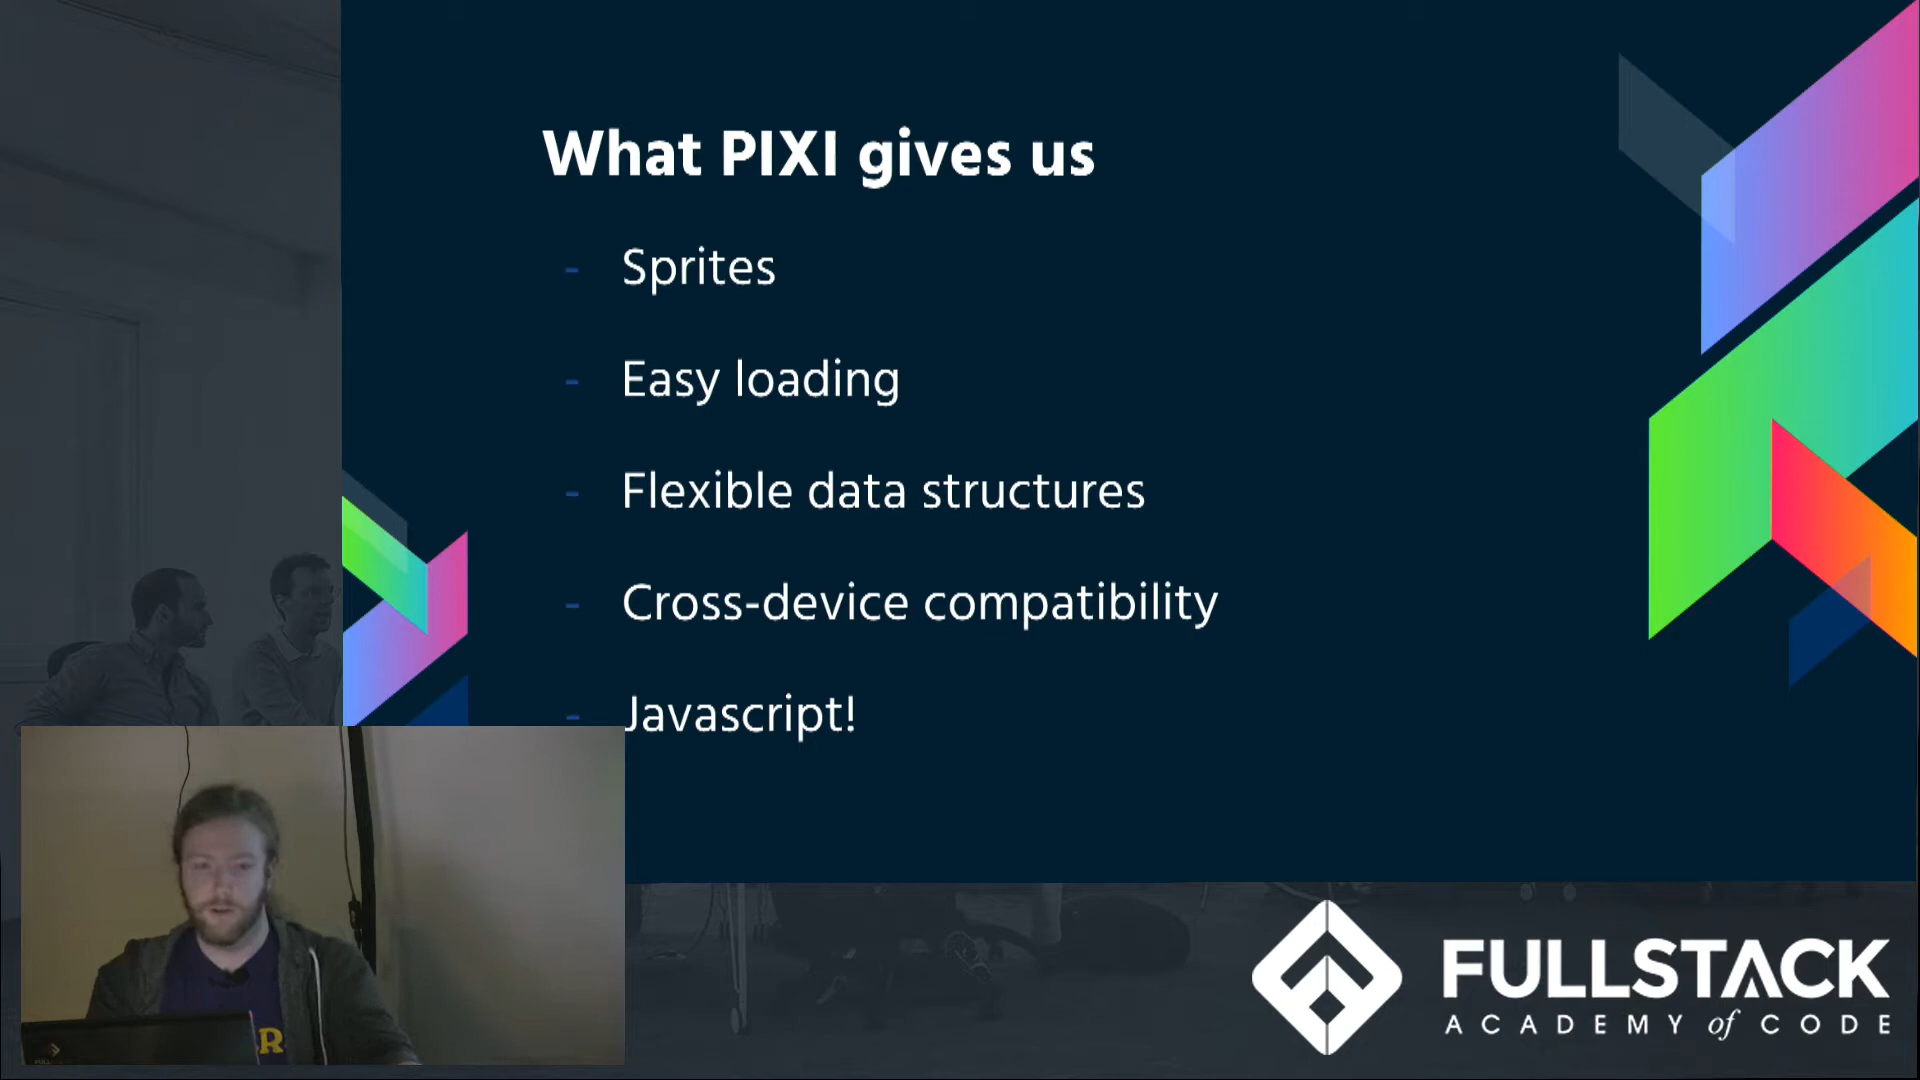 What PIXI gives us
- Sprites
- Easy loading
- Flexible data structures
- Cross-device compatibility
- Javascript!
R
FULLSTACK
ACADEMY of CODE